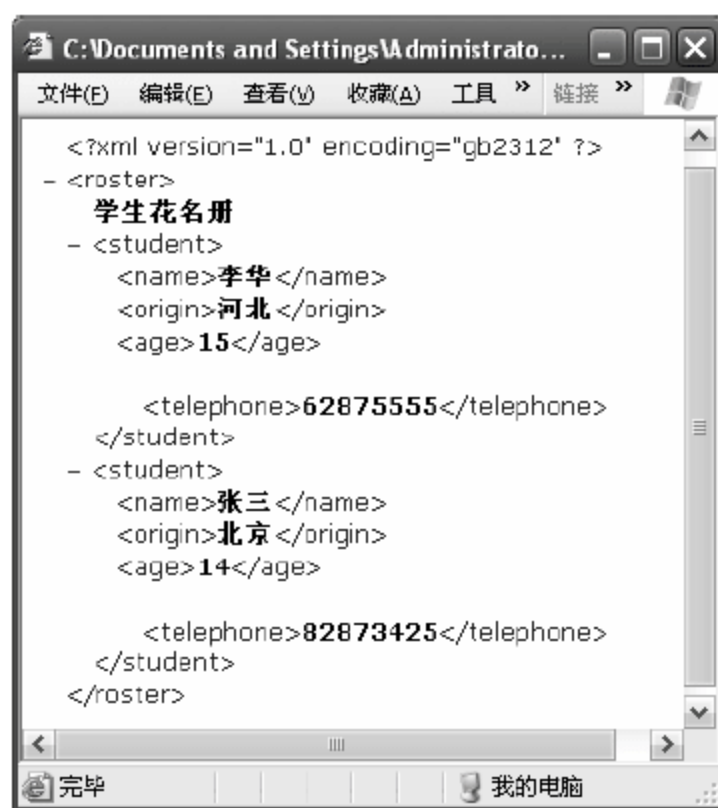 C:\Documents and Settings\Administrato...
文件(F) 编辑(E) 查看(V) 收藏(A) 工具 » 链接 »
<?xml version="1.0" encoding="gb2312" ?>
– <roster>
学生花名册
– <student>
<name>李华</name>
<origin>河北</origin>
<age>15</age>
<telephone>62875555</telephone>
</student>
– <student>
<name>张三</name>
<origin>北京</origin>
<age>14</age>
<telephone>82873425</telephone>
</student>
</roster>
完毕 我的电脑